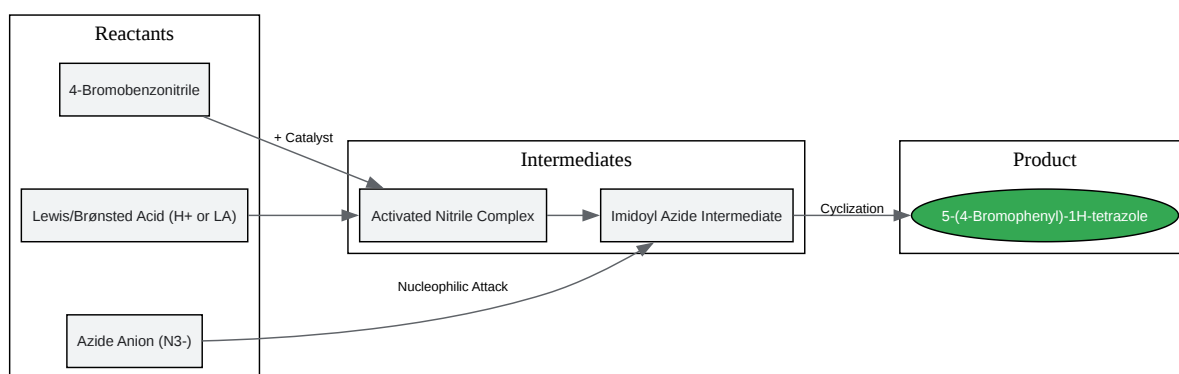 Reactants
4-Bromobenzonitrile
+ Catalyst
Intermediates
Product
Lewis/Brønsted Acid (H+ or LA)
Activated Nitrile Complex
Imidoyl Azide Intermediate
Cyclization
5-(4-Bromophenyl)-1H-tetrazole
Nucleophilic Attack
Azide Anion (N3-)